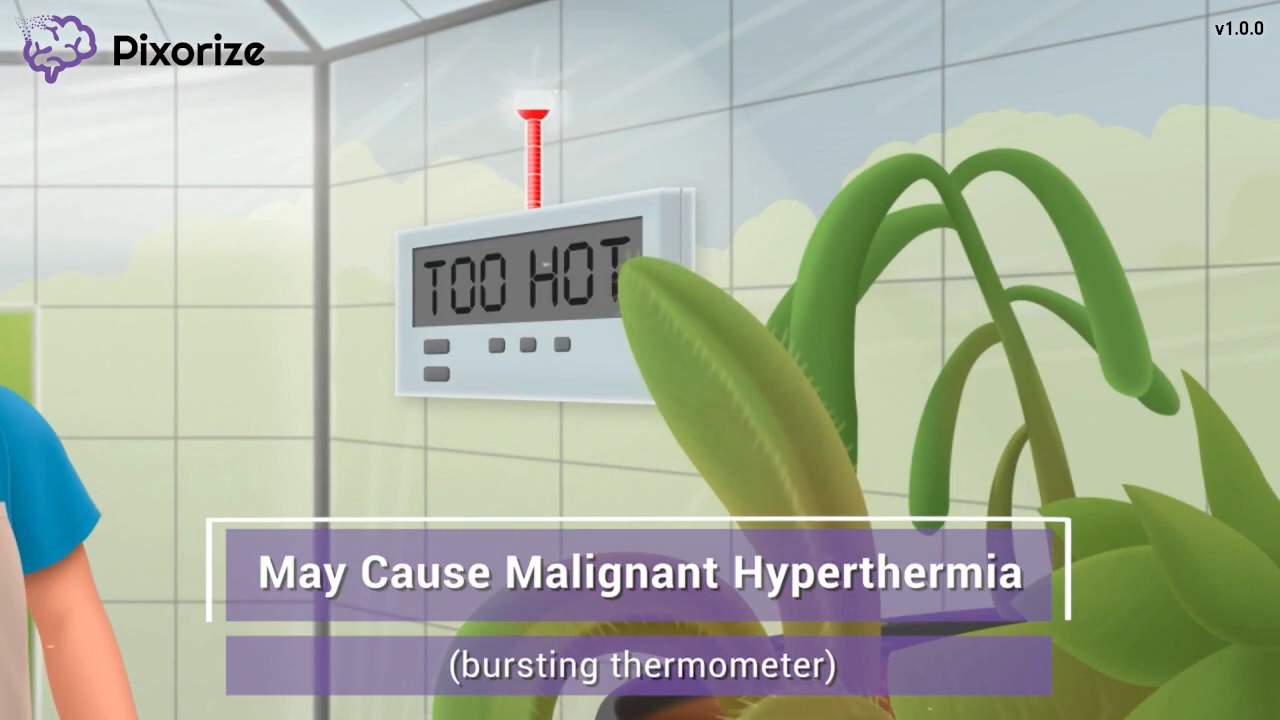 Pixorize
v1.0.0
TOO HOT
May Cause Malignant Hyperthermia
(bursting thermometer)